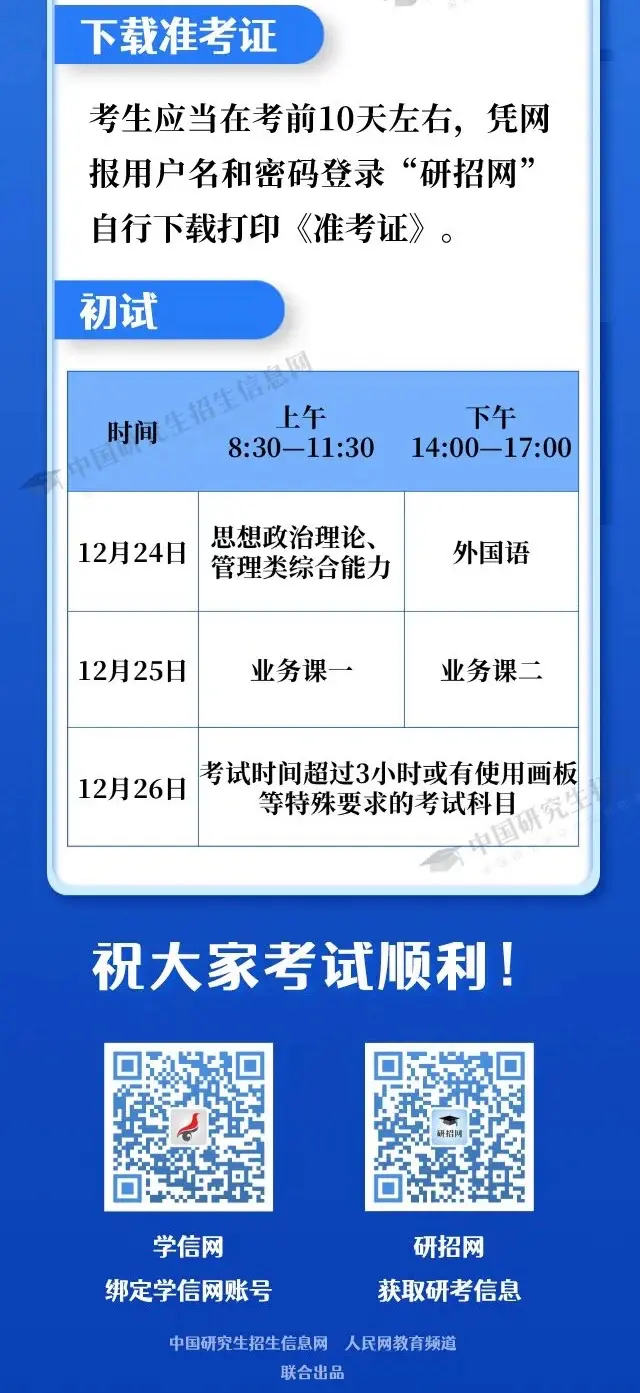 下载准考证
考生应当在考前10天左右，凭网
报用户名和密码登录“研招网”
自行下载打印《准考证》。
初试
时间
上午
8:30—11:30
下午
14:00—17:00
12月24日
思想政治理论、
管理类综合能力
外国语
12月25日
业务课一
业务课二
12月26日
考试时间超过3小时或有使用画板
等特殊要求的考试科目
中国研究生招生信息网
中国研究生招
祝大家考试顺利！
研招网
学信网
绑定学信网账号
研招网
获取研考信息
中国研究生招生信息网 人民网教育频道
联合出品